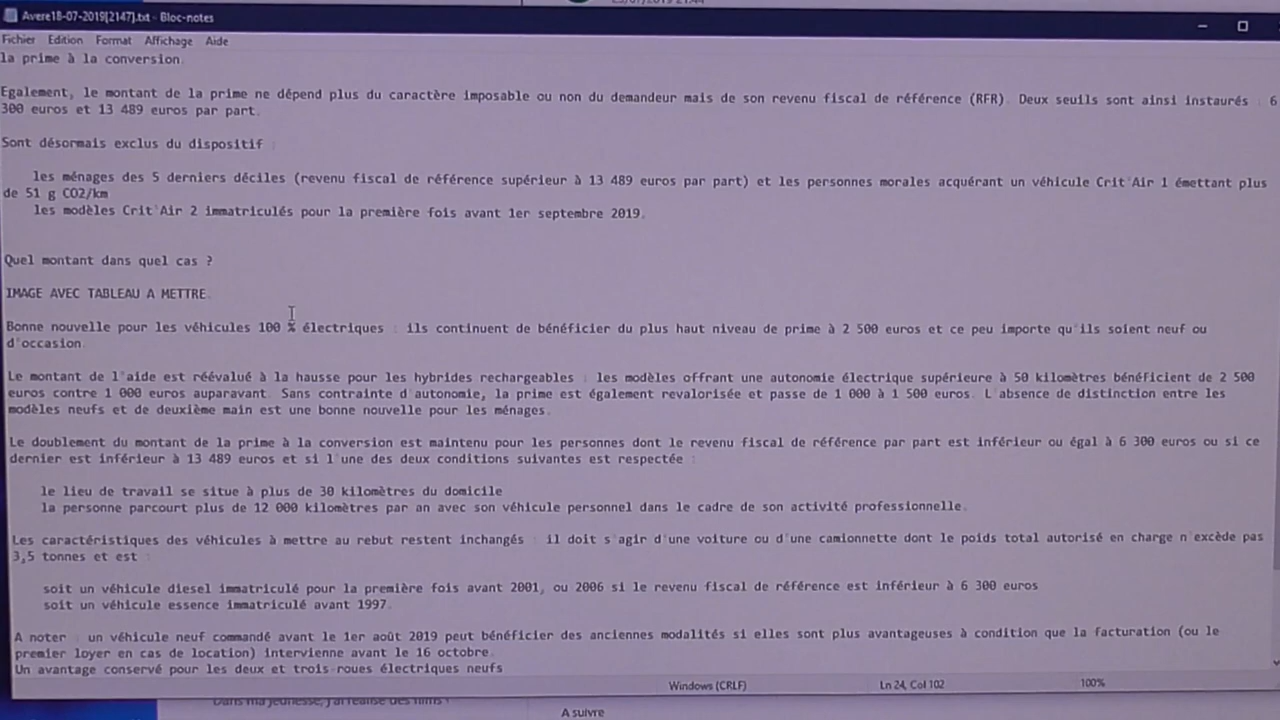 Avere18-07-2019[2147].txt - Bloc-notes
Fichier Edition Format Affichage Aide
la prime à la conversion.
Egalement, le montant de la prime ne dépend plus du caractère imposable ou non du demandeur mais de son revenu fiscal de référence (RFR). Deux seuils sont ainsi instaurés : 6
300 euros et 13 489 euros par part.
Sont désormais exclus du dispositif :
les ménages des 5 derniers déciles (revenu fiscal de référence supérieur à 13 489 euros par part) et les personnes morales acquérant un véhicule Crit'Air 1 émettant plus
de 51 g CO2/km
les modèles Crit'Air 2 immatriculés pour la première fois avant 1er septembre 2019.
Quel montant dans quel cas ?
IMAGE AVEC TABLEAU A METTRE.
Bonne nouvelle pour les véhicules 100 % électriques : ils continuent de bénéficier du plus haut niveau de prime à 2 500 euros et ce peu importe qu'ils soient neuf ou
d'occasion.
Le montant de l'aide est réévalué à la hausse pour les hybrides rechargeables : les modèles offrant une autonomie électrique supérieure à 50 kilomètres bénéficient de 2 500
euros contre 1 000 euros auparavant. Sans contrainte d'autonomie, la prime est également revalorisée et passe de 1 000 à 1 500 euros. L'absence de distinction entre les
modèles neufs et de deuxième main est une bonne nouvelle pour les ménages.
Le doublement du montant de la prime à la conversion est maintenu pour les personnes dont le revenu fiscal de référence par part est inférieur ou égal à 6 300 euros ou si ce
dernier est inférieur à 13 489 euros et si l'une des deux conditions suivantes est respectée :
le lieu de travail se situe à plus de 30 kilomètres du domicile
la personne parcourt plus de 12 000 kilomètres par an avec son véhicule personnel dans le cadre de son activité professionnelle.
Les caractéristiques des véhicules à mettre au rebut restent inchangés : il doit s'agir d'une voiture ou d'une camionnette dont le poids total autorisé en charge n'excède pas
3,5 tonnes et est :
soit un véhicule diesel immatriculé pour la première fois avant 2001, ou 2006 si le revenu fiscal de référence est inférieur à 6 300 euros
soit un véhicule essence immatriculé avant 1997.
A noter : un véhicule neuf commandé avant le 1er août 2019 peut bénéficier des anciennes modalités si elles sont plus avantageuses à condition que la facturation (ou le
premier loyer en cas de location) intervienne avant le 16 octobre.
Un avantage conservé pour les deux et trois-roues électriques neufs
Windows (CRLF) Ln 24, Col 102 100%
Dans ma jeunesse, j'ai réalisé des films !
A suivre